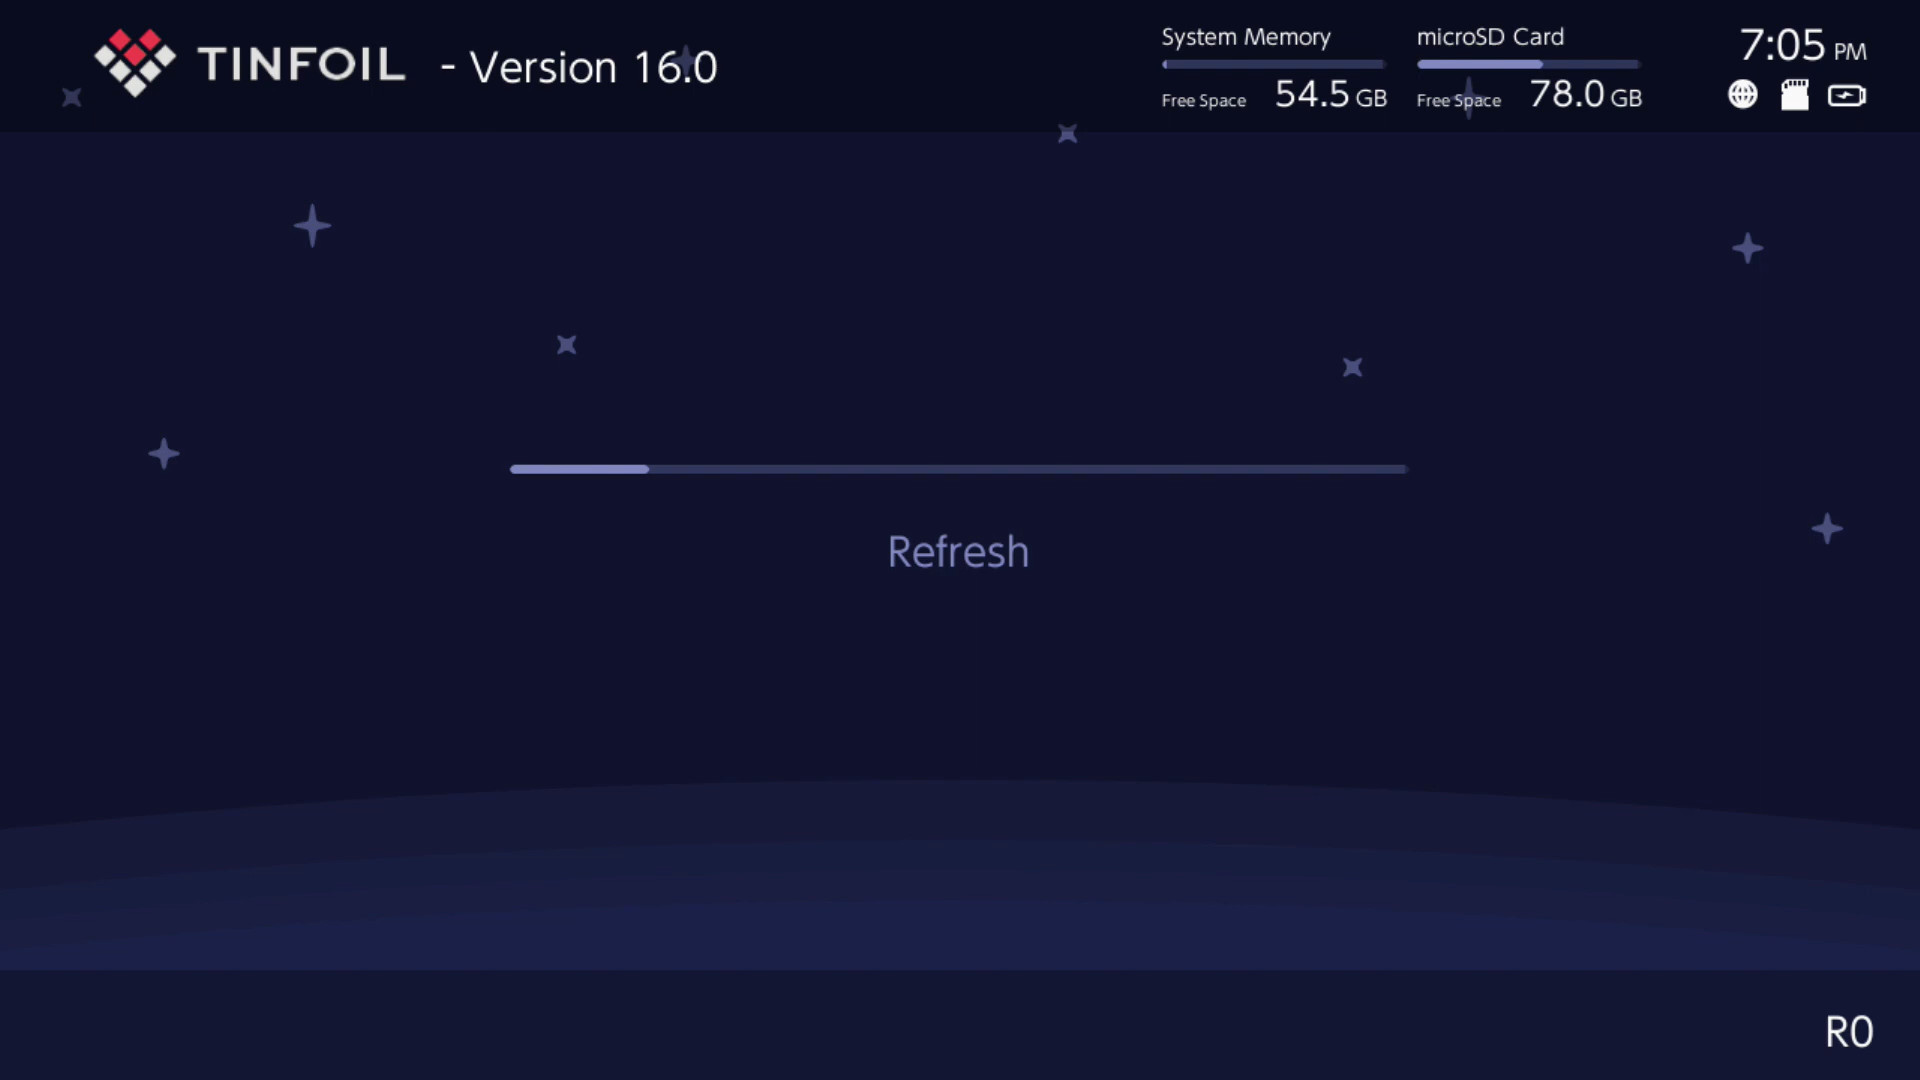 TINFOIL - Version 16.0
System Memory
Free Space 54.5 GB
microSD Card
Free Space 78.0 GB
7:05 PM
Refresh
R0